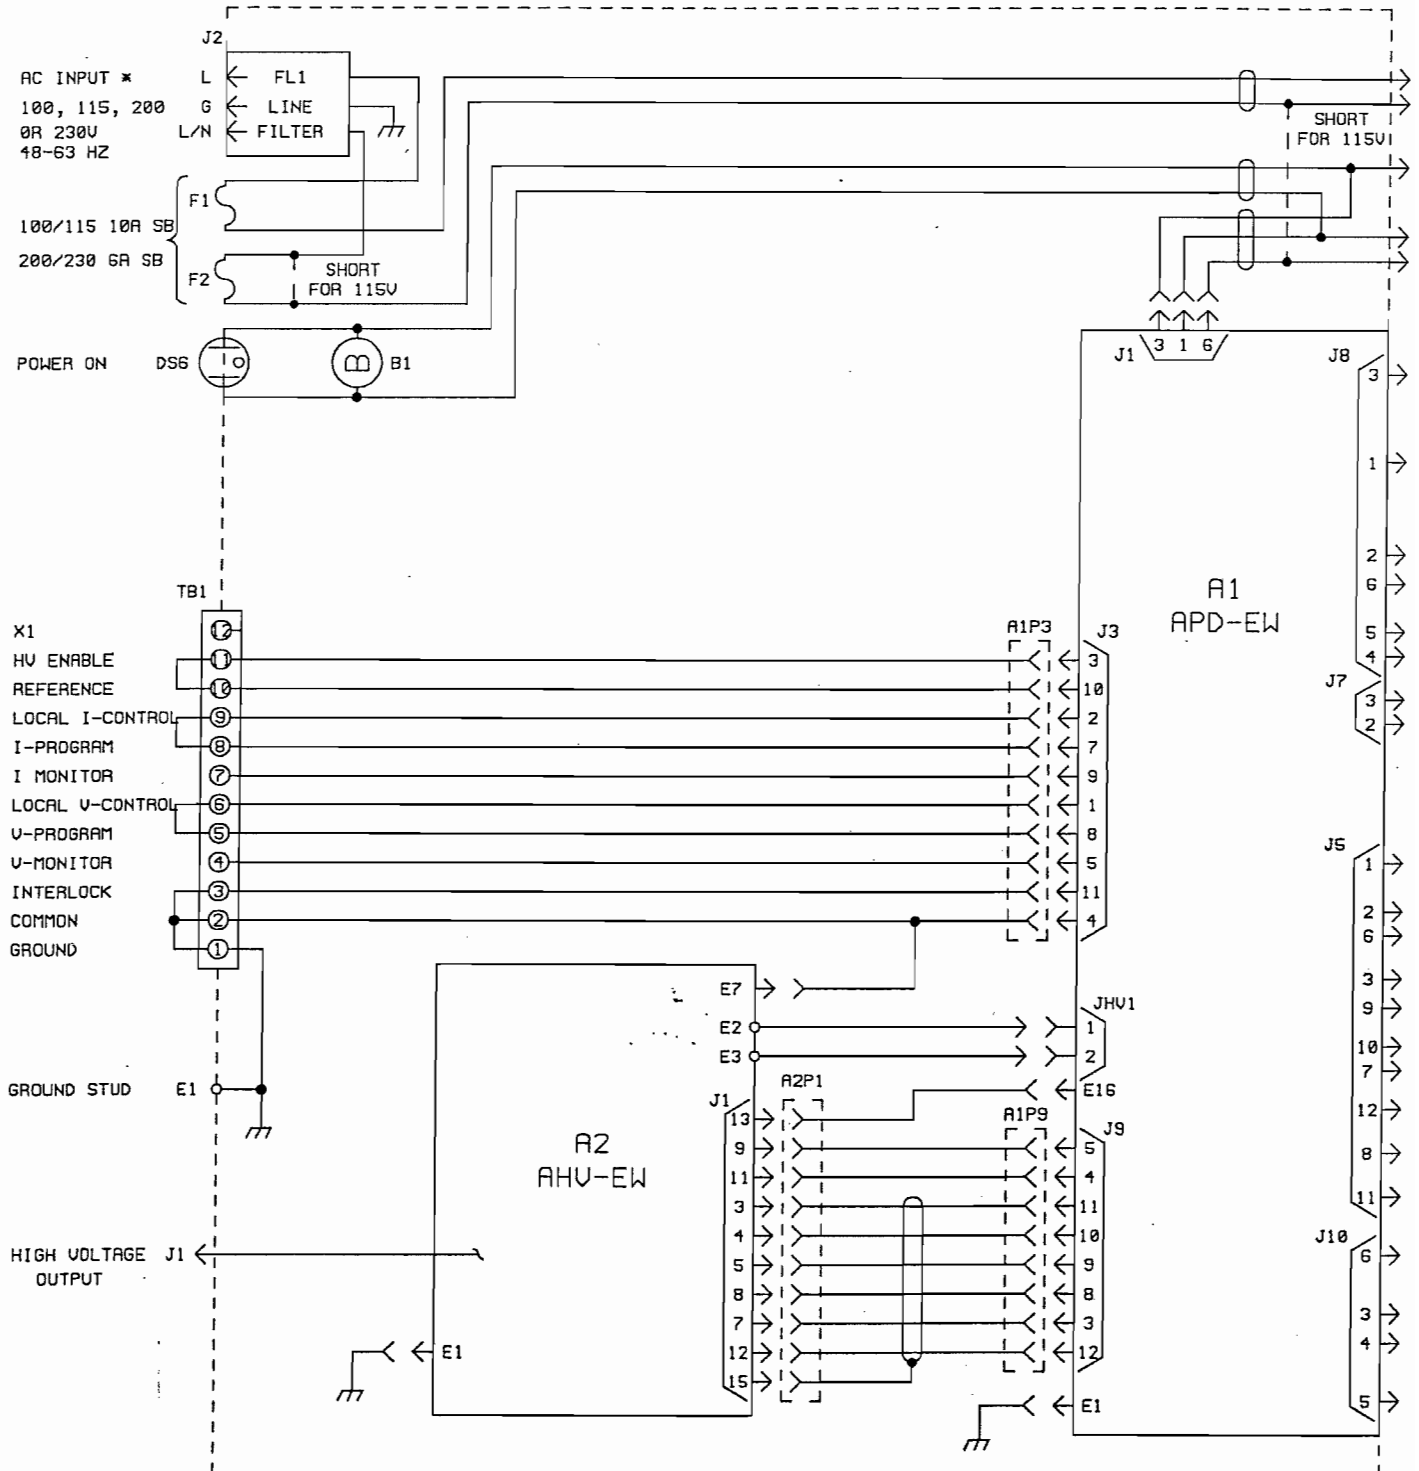 J2
AC INPUT *
L
FL1
100, 115, 200
G
LINE
0R 230V
L/N
FILTER
48-63 HZ
SHORT
FOR 115V
F1
100/115 10A SB
200/230 6A SB
F2
SHORT
FOR 115V
POWER ON
DS6
B
B1
J1
3 1 6
J8
3
1
2
6
5
4
A1
APD-EW
J7
3
2
TB1
A1P3
J3
X1
12
HV ENABLE
11
3
REFERENCE
10
10
LOCAL I-CONTROL
9
2
I-PROGRAM
8
7
I MONITOR
7
9
LOCAL V-CONTROL
6
1
V-PROGRAM
5
8
V-MONITOR
4
5
INTERLOCK
3
11
COMMON
2
4
GROUND
1
J5
1
2
6
3
9
10
7
12
8
11
E7
E2
E3
JHV1
1
2
GROUND STUD
E1
A2P1
E16
A1P9
J1
J9
A2
AHV-EW
13
9
5
11
4
3
11
4
10
5
9
8
8
7
3
12
12
15
HIGH VOLTAGE
OUTPUT
J1
E1
E1
J10
6
3
4
5